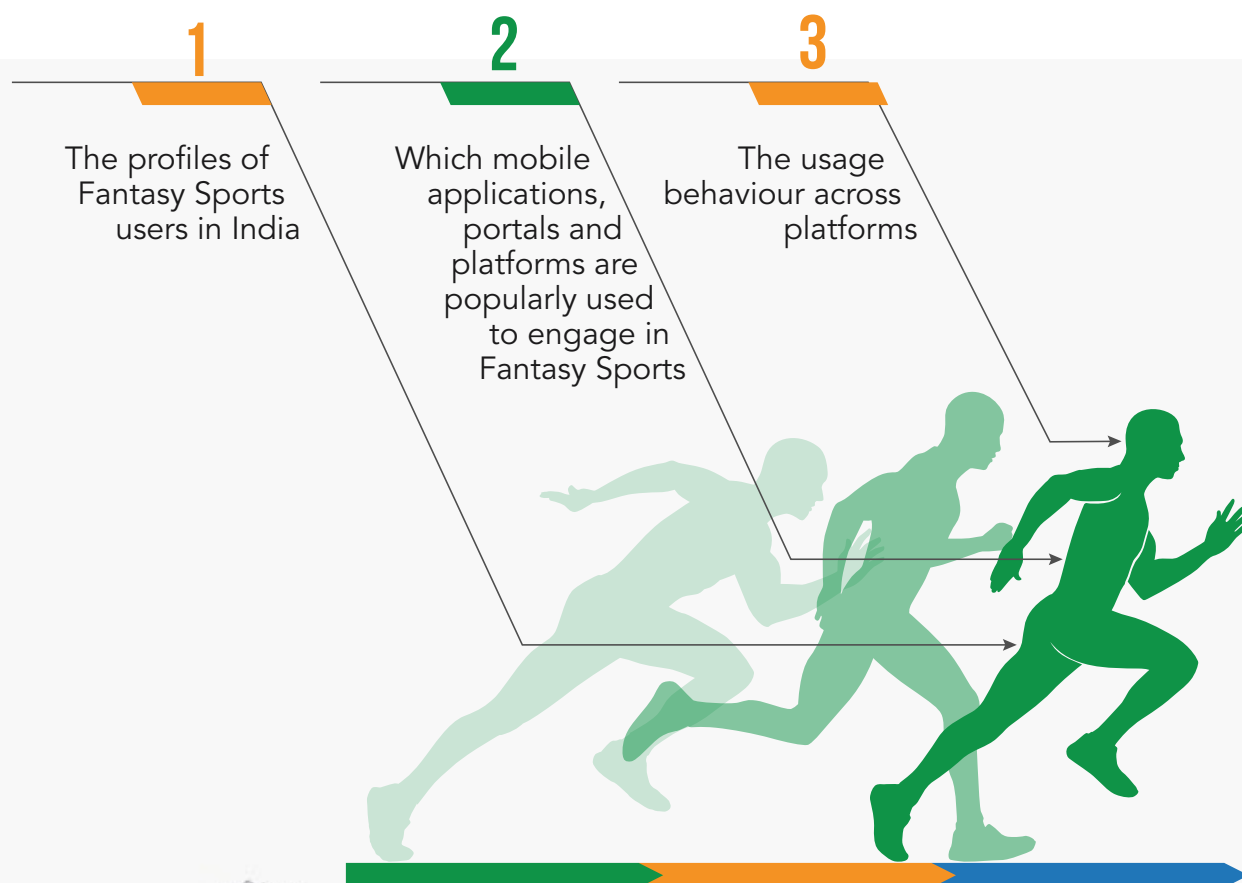 1
The profiles of
Fantasy Sports
users in India
2
Which mobile
applications,
portals and
platforms are
popularly used
to engage in
Fantasy Sports
3
The usage
behaviour across
platforms